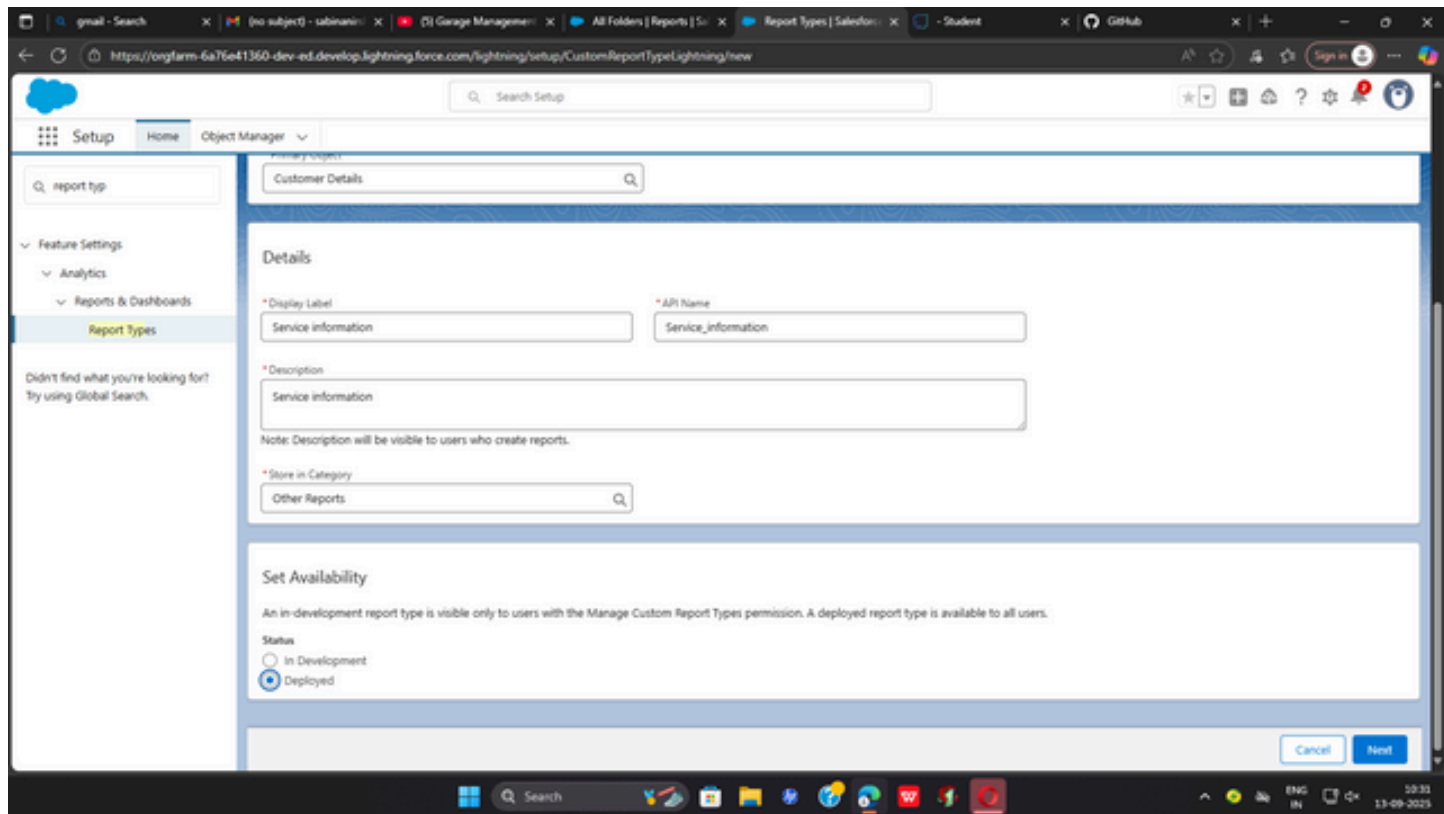 gmail - Search
(no subject) - sabinanini
(5) Garage Managemen
All Folders | Reports | Sa
Report Types | Salesforc
- Student
GitHub
https://orgfarm-6a76e41360-dev-ed.develop.lightning.force.com/lightning/setup/CustomReportTypeLightning/new
Sign in
Search Setup
Setup
Home
Object Manager
report typ
Feature Settings
Analytics
Reports & Dashboards
Report Types
Didn't find what you're looking for?
Try using Global Search.
Primary Object
Customer Details
Details
*Display Label
Service information
*API Name
Service_information
*Description
Service information
Note: Description will be visible to users who create reports.
*Store in Category
Other Reports
Set Availability
An in-development report type is visible only to users with the Manage Custom Report Types permission. A deployed report type is available to all users.
Status
In Development
Deployed
Cancel
Next
Search
ENG
IN
10:31
13-09-2025